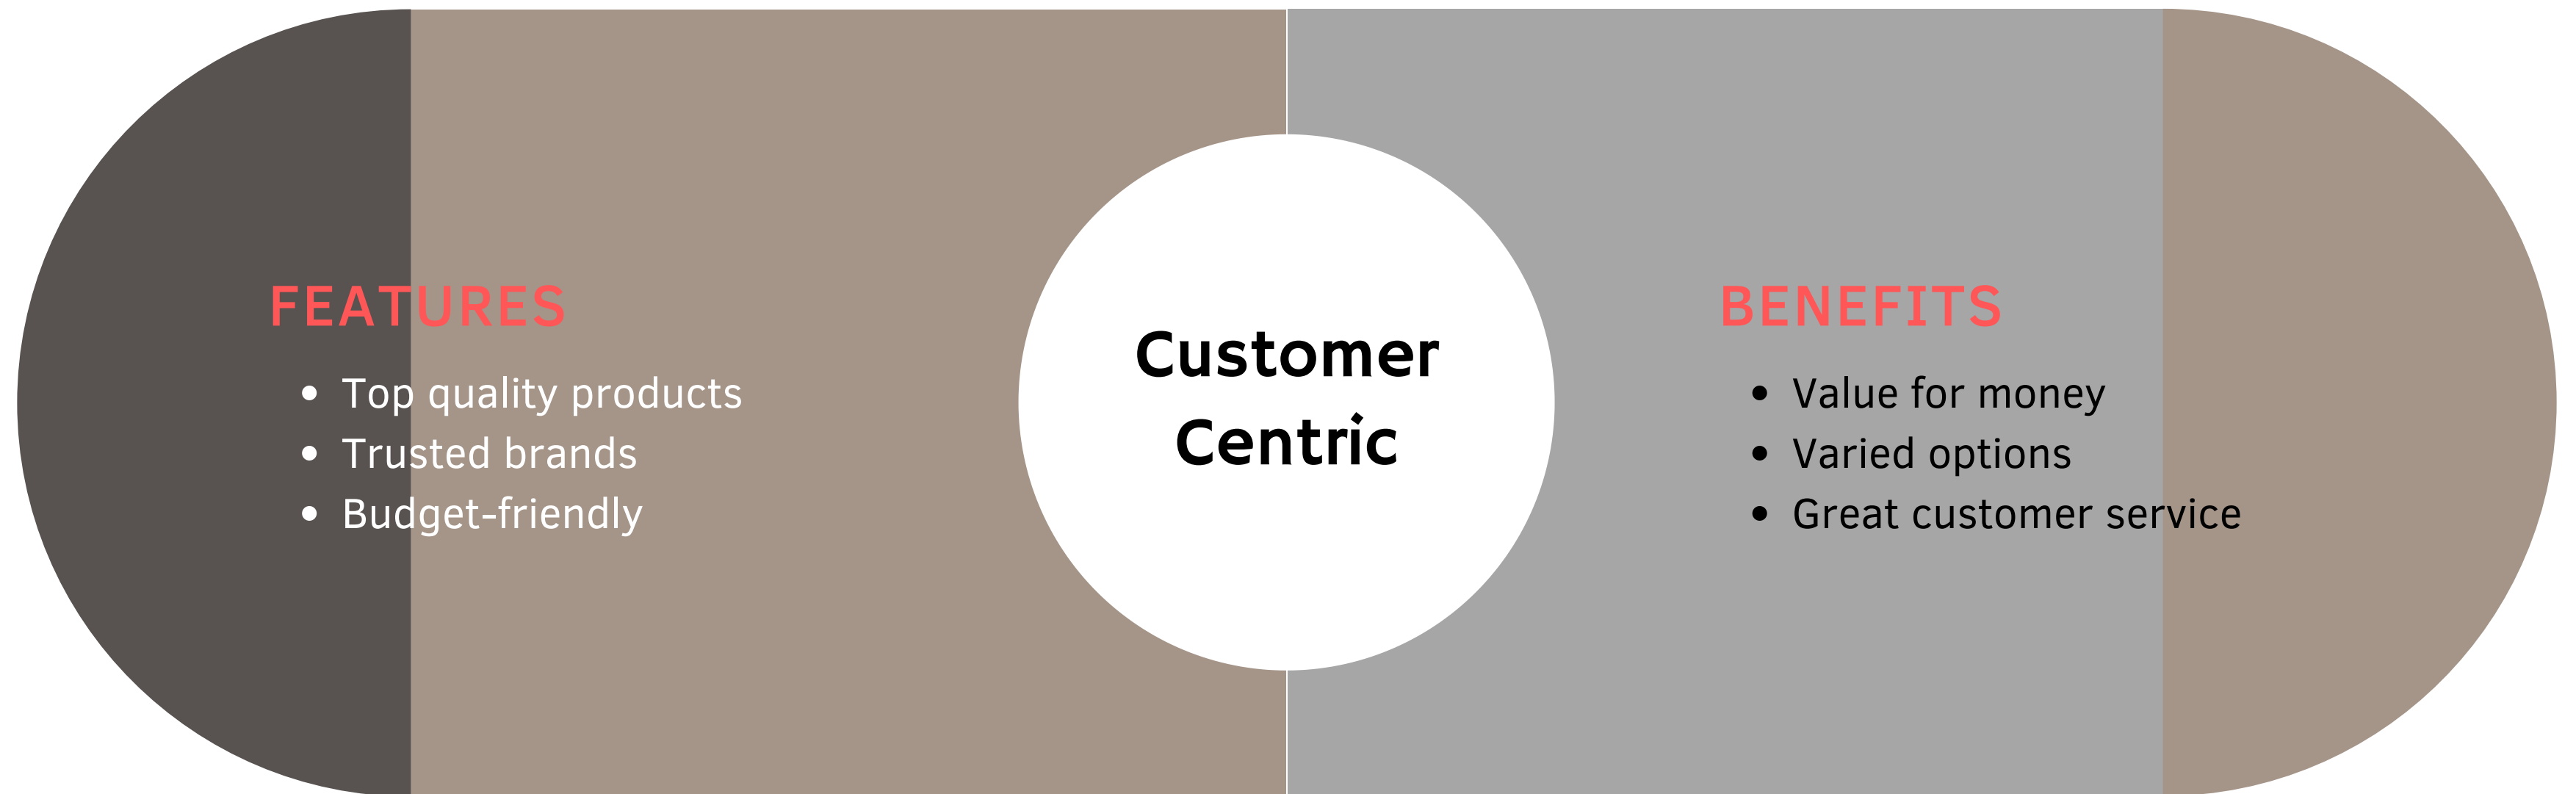 FEATURES
• Top quality products
• Trusted brands
• Budget-friendly
Customer
Centric
BENEFITS
• Value for money
• Varied options
• Great customer service